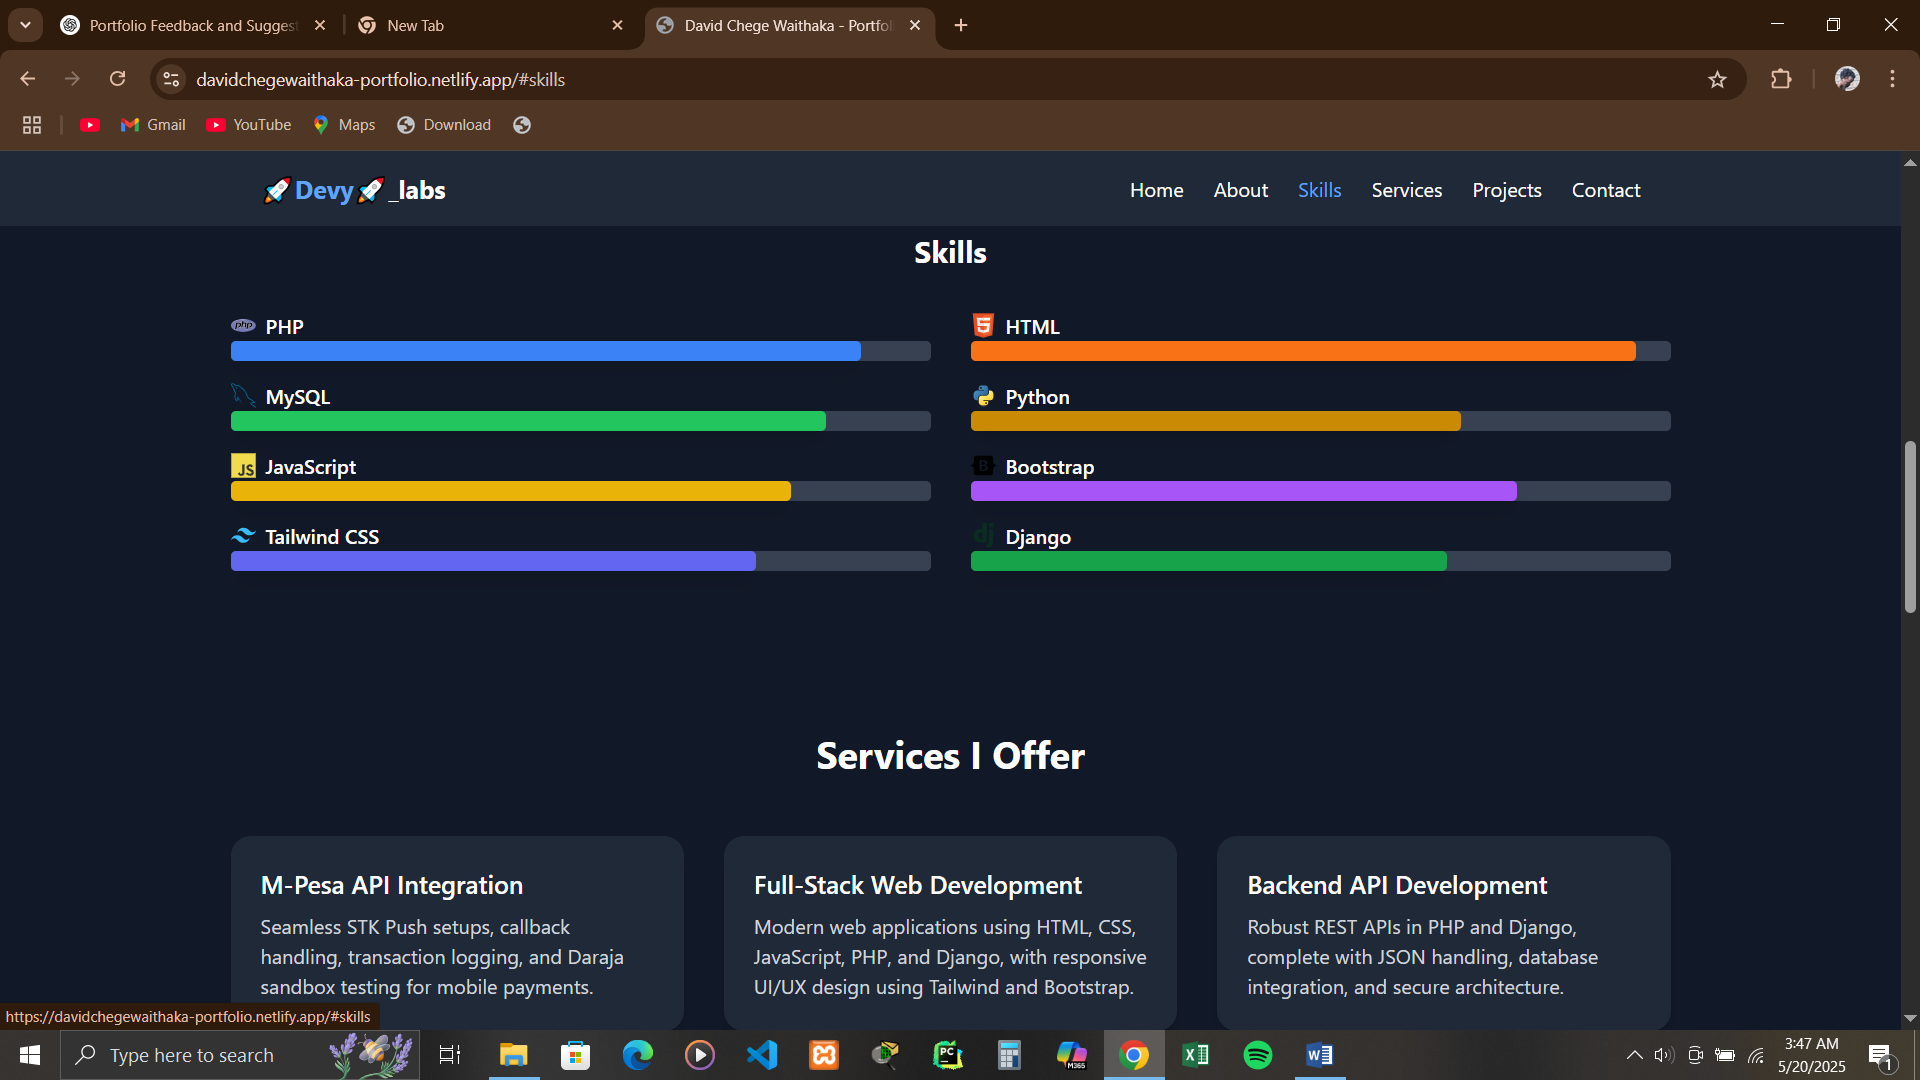 Portfolio Feedback and Sugges
New Tab
David Chege Waithaka - Portfo
davidchegewaithaka-portfolio.netlify.app/#skills
Gmail
YouTube
Maps
Download
🚀Devy🚀_labs
Home
About
Skills
Services
Projects
Contact
Skills
php PHP
HTML
MySQL
Python
JS JavaScript
B Bootstrap
Tailwind CSS
dj Django
Services I Offer
M-Pesa API Integration
Seamless STK Push setups, callback
handling, transaction logging, and Daraja
sandbox testing for mobile payments.
Full-Stack Web Development
Modern web applications using HTML, CSS,
JavaScript, PHP, and Django, with responsive
UI/UX design using Tailwind and Bootstrap.
Backend API Development
Robust REST APIs in PHP and Django,
complete with JSON handling, database
integration, and secure architecture.
https://davidchegewaithaka-portfolio.netlify.app/#skills
Type here to search
PC
M365
3:47 AM
5/20/2025
1